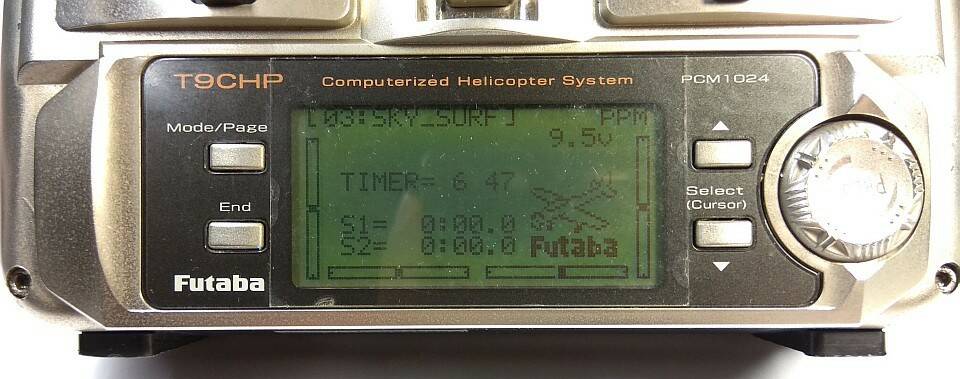 T9CHP Computerized Helicopter System PCM1024
Mode/Page
End
Futaba
[03:SKY_SURF] PPM
9.5v
TIMER= 6 47
S1= 0:00.0
S2= 0:00.0 Futaba
▲
Select
(Cursor)
▼